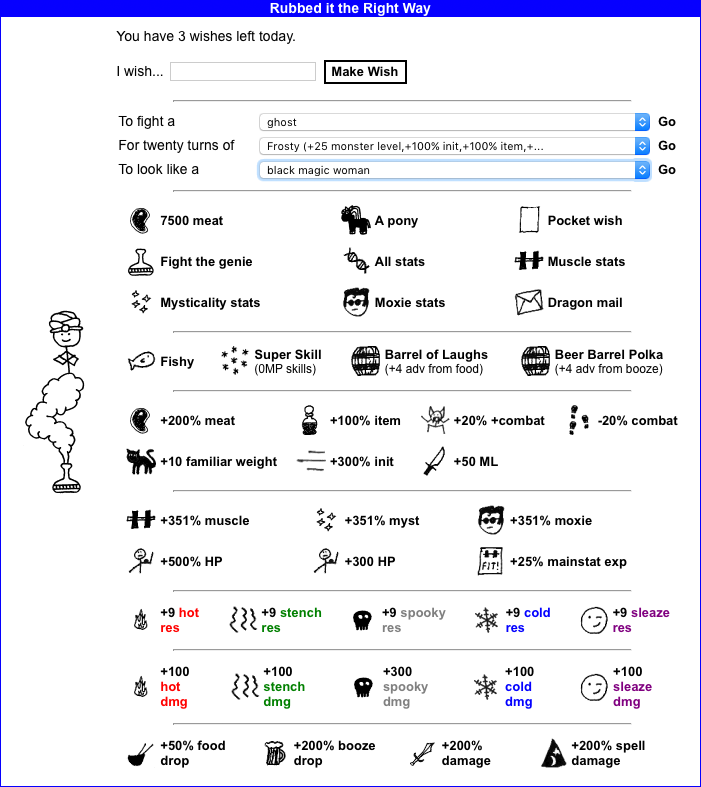 Rubbed it the Right Way
You have 3 wishes left today.
I wish... Make Wish
To fight a ghost Go
For twenty turns of Frosty (+25 monster level,+100% init,+100% item,+... Go
To look like a black magic woman Go
7500 meat A pony Pocket wish
Fight the genie All stats Muscle stats
Mysticality stats Moxie stats Dragon mail
Fishy Super Skill Barrel of Laughs Beer Barrel Polka
(0MP skills) (+4 adv from food) (+4 adv from booze)
+200% meat +100% item +20% +combat -20% combat
+10 familiar weight +300% init +50 ML
+351% muscle +351% myst +351% moxie
FIT!
+500% HP +300 HP +25% mainstat exp
+9 hot +9 stench +9 spooky +9 cold +9 sleaze
res res res res res
+100 +100 +300 +100 +100
hot stench spooky cold sleaze
dmg dmg dmg dmg dmg
+50% food +200% booze +200% +200% spell
drop drop damage damage